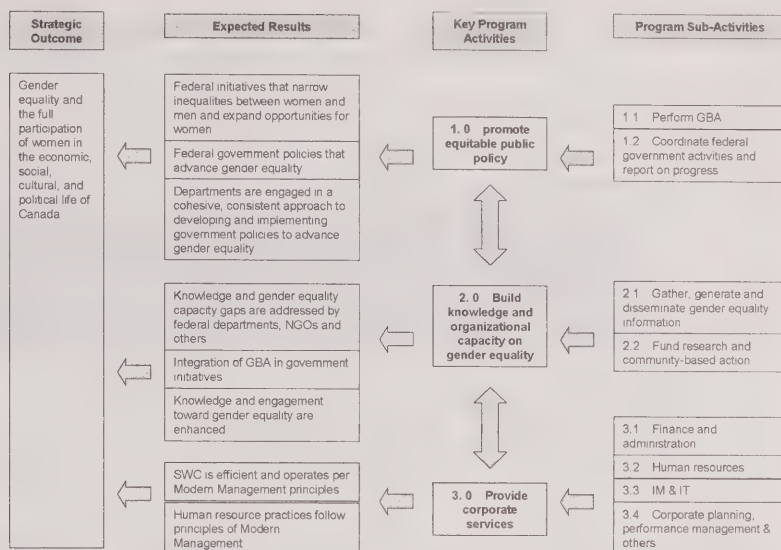 Strategic
Outcome
Expected Results
Key Program
Activities
Program Sub-Activities
Gender
equality and
the full
participation
of women in
the economic,
social,
cultural, and
political life of
Canada
Federal initiatives that narrow
inequalities between women and
men and expand opportunities for
women
Federal government policies that
advance gender equality
Departments are engaged in a
cohesive, consistent approach to
developing and implementing
government policies to advance
gender equality
1. 0 promote
equitable public
policy
1 1 Perform GBA
1.2 Coordinate federal
government activities and
report on progress
Knowledge and gender equality
capacity gaps are addressed by
federal departments, NGOs and
others
Integration of GBA in government
initiatives
Knowledge and engagement
toward gender equality are
enhanced
2. 0 Build
knowledge and
organizational
capacity on
gender equality
2 1 Gather, generate and
disseminate gender equality
information
2.2 Fund research and
community-based action
SWC is efficient and operates per
Modern Management principles
Human resource practices follow
principles of Modern
Management
3. 0 Provide
corporate
services
3.1 Finance and
administration
3.2 Human resources
3.3 IM & IT
3.4 Corporate planning,
performance management &
others